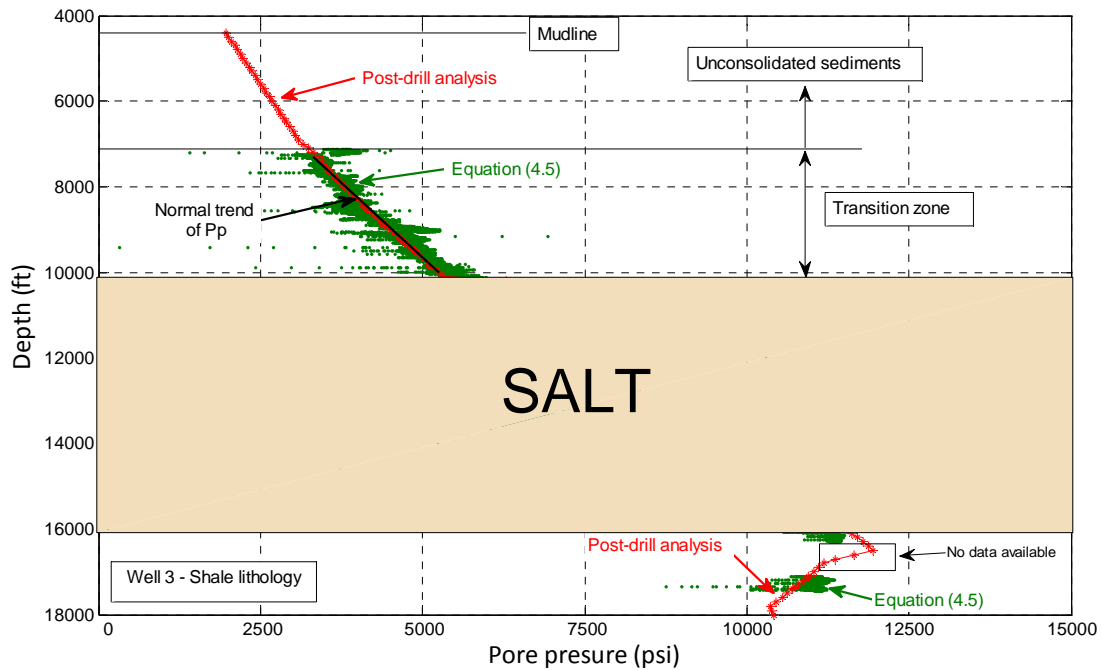 4000
Mudline
Unconsolidated sediments
Post-drill analysis
6000
Equation (4.5)
8000
Normal trend
of Pp
Transition zone
10000
Depth (ft)
12000
SALT
14000
16000
Post-drill analysis
No data available
Well 3 - Shale lithology
Equation (4.5)
18000
0 2500 5000 7500 10000 12500 15000
Pore presure (psi)